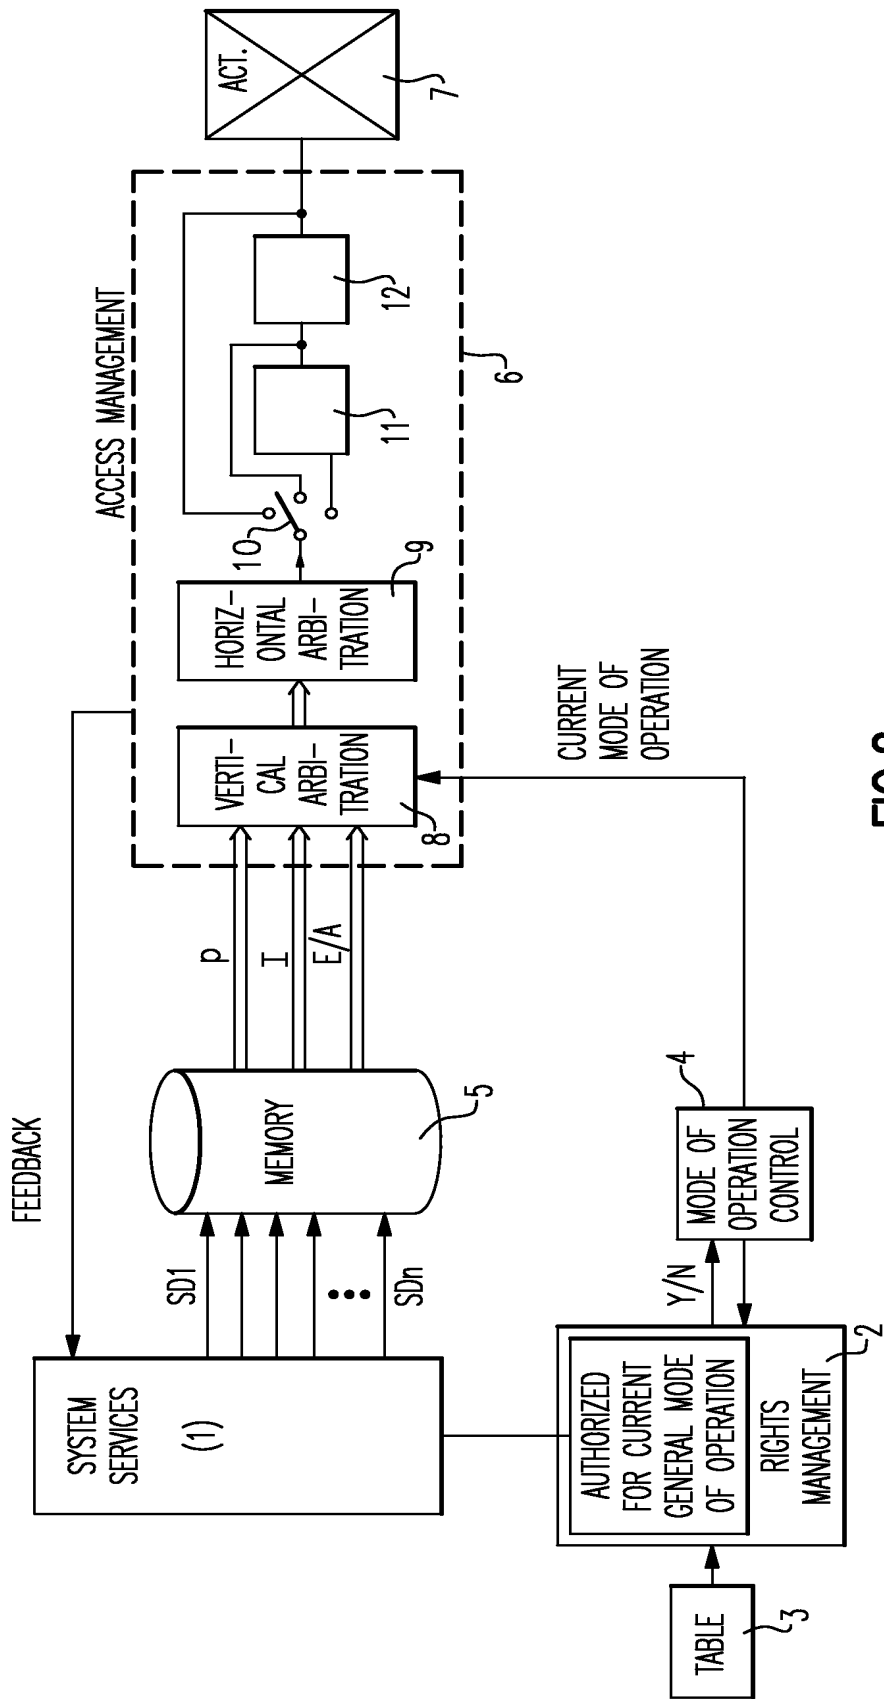 FEEDBACK
SYSTEM
SERVICES
(1)
SD1
SDn
MEMORY
5
p
I
E/A
ACCESS MANAGEMENT
VERTI-
CAL
ARBI-
TRATION
8
HORIZ-
ONTAL
ARBI-
TRATION
9
10
11
12
6
ACT.
7
CURRENT
MODE OF
OPERATION
TABLE
3
AUTHORIZED
FOR CURRENT
GENERAL MODE
OF OPERATION
RIGHTS
MANAGEMENT
2
Y/N
MODE OF
OPERATION
CONTROL
4